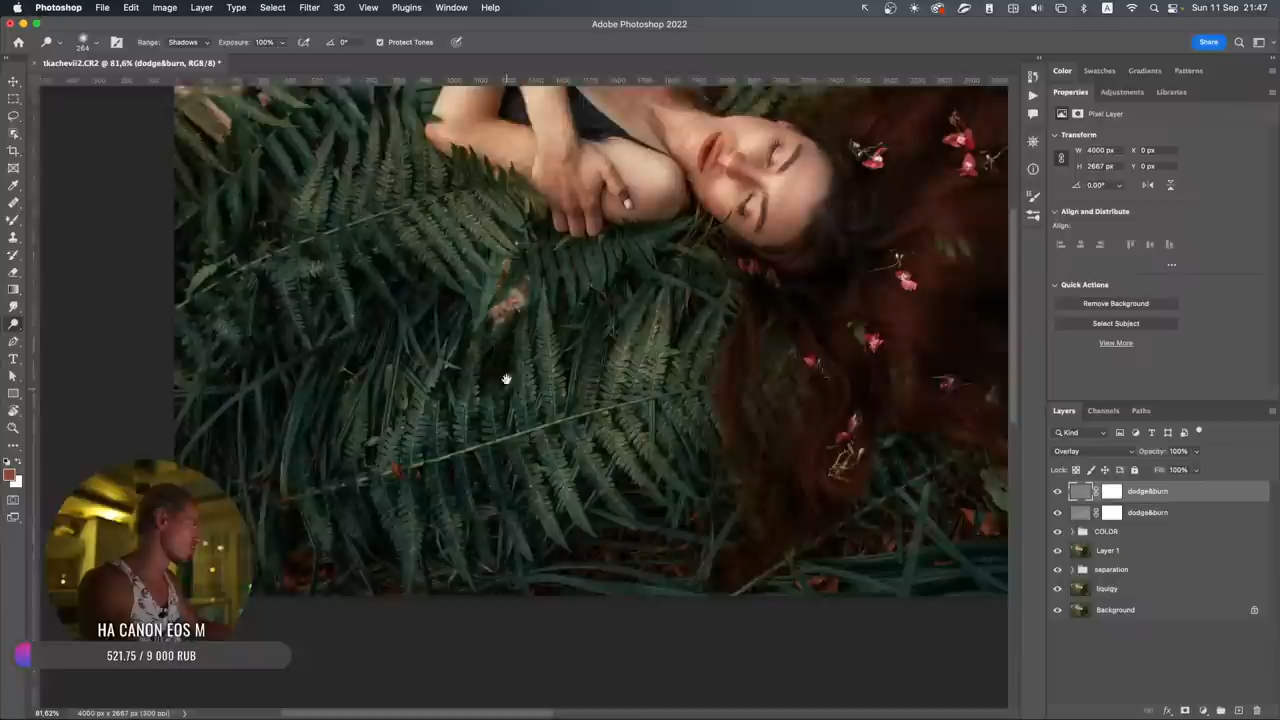 Photoshop File Edit Image Layer Type Select Filter 3D View Plugins Window Help
A Sun 11 Sep 21:47
Adobe Photoshop 2022
264 Range: Shadows Exposure: 100% 0° Protect Tones
Share
tkachevii2.CR2 @ 81,6% (dodge&burn, RGB/8) *
Color Swatches Gradients Patterns
Properties Adjustments Libraries
Pixel Layer
Transform
W 4000 px X 0 px
H 2667 px Y 0 px
0.00°
Align and Distribute
Align:
Quick Actions
Remove Background
Select Subject
View More
Layers Channels Paths
Kind
Overlay Opacity: 100%
Lock: Fill: 100%
dodge&burn
dodge&burn
COLOR
Layer 1
separation
liquigy
Background
НА CANON EOS M
521.75 / 9 000 RUB
81,62% 4000 px x 2667 px (300 ppi)